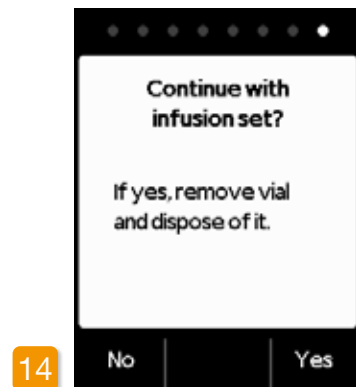 Continue with
infusion set?
If yes, remove vial
and dispose of it.
14
No
Yes